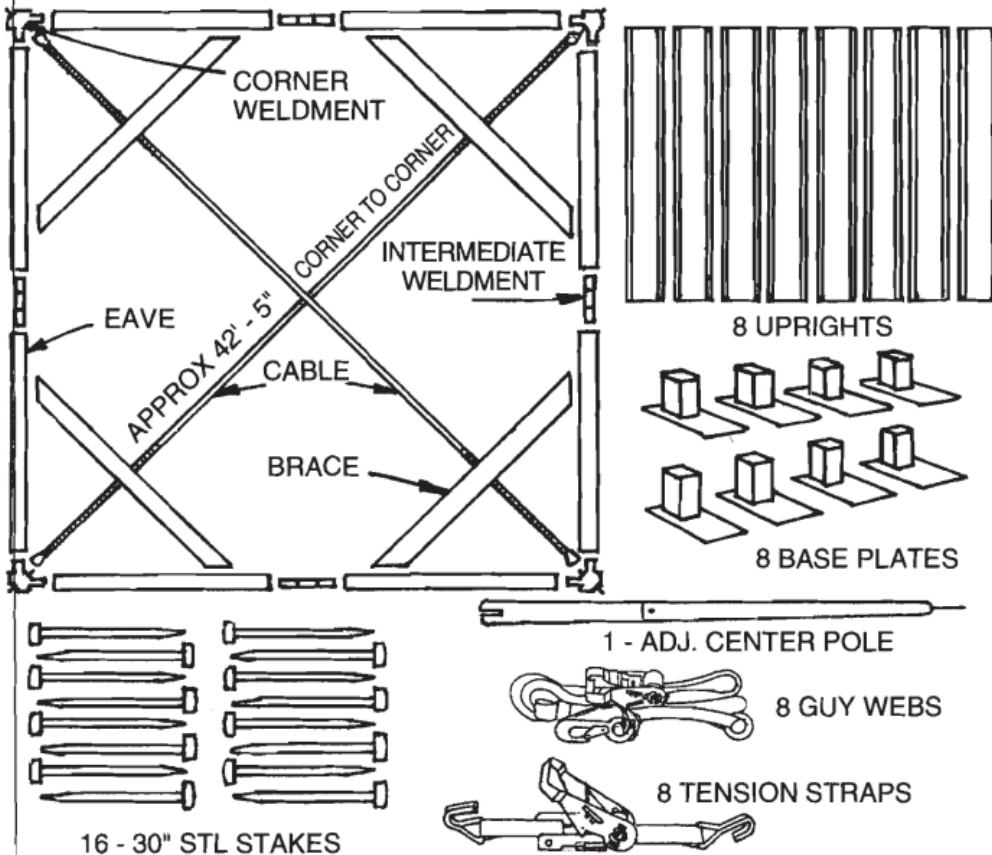 CORNER
WELDMENT
APPROX 42' - 5" CORNER TO CORNER
INTERMEDIATE
WELDMENT
EAVE
CABLE
BRACE
8 UPRIGHTS
8 BASE PLATES
1 - ADJ. CENTER POLE
8 GUY WEBS
8 TENSION STRAPS
16 - 30" STL STAKES